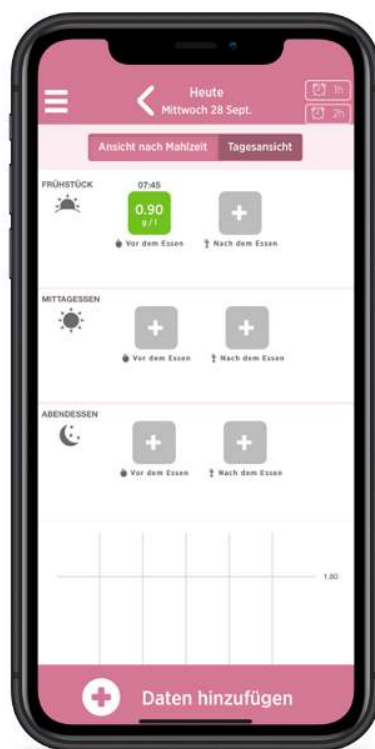 Heute
Mittwoch 28 Sept.
1h
2h
Ansicht nach Mahlzeit
Tagesansicht
FRÜHSTÜCK
07:45
0.90
g/l
Vor dem Essen
Nach dem Essen
MITTAGESSEN
Vor dem Essen
Nach dem Essen
ABENDESSEN
Vor dem Essen
Nach dem Essen
1.80
Daten hinzufügen